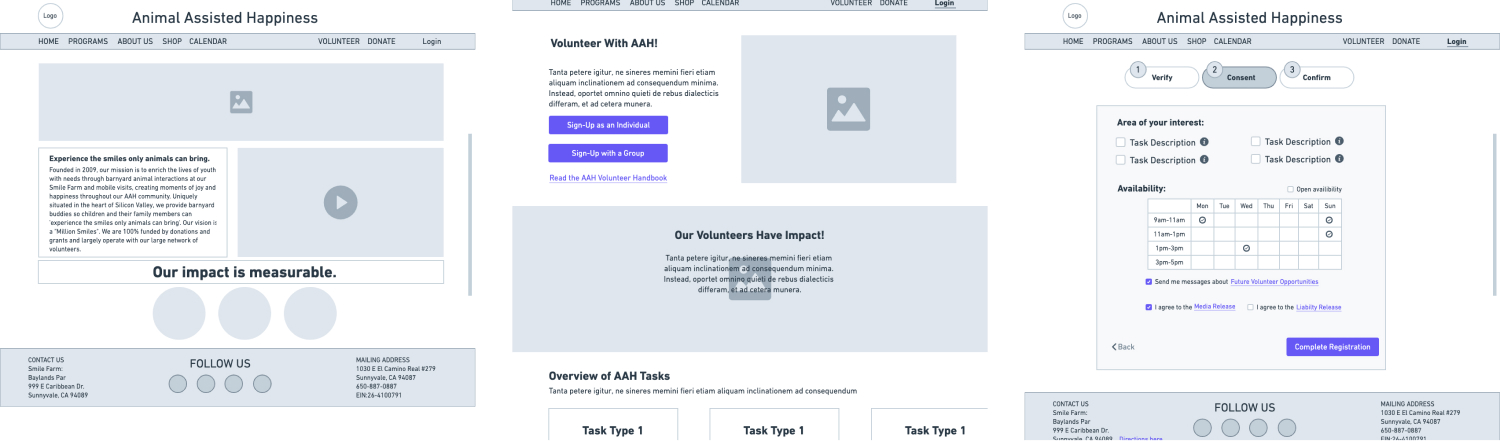 Logo
Animal Assisted Happiness
HOME PROGRAMS ABOUT US SHOP CALENDAR VOLUNTEER DONATE Login
Experience the smiles only animals can bring.
Founded in 2009, our mission is to enrich the lives of youth
with needs through barnyard animal interactions at our
Smile Farm and mobile visits, creating moments of joy and
happiness throughout our AAH community. Uniquely
situated in the heart of Silicon Valley, we provide barnyard
buddies so children and their family members can
'experience the smiles only animals can bring'. Our vision is
a "Million Smiles". We are 100% funded by donations and
grants and largely operate with our large network of
volunteers.
Our impact is measurable.
CONTACT US
Smile Farm:
Baylands Par
999 E Caribbean Dr.
Sunnyvale, CA 94089
FOLLOW US
MAILING ADDRESS
1030 E El Camino Real #279
Sunnyvale, CA 94087
650-887-0887
EIN:26-4100791
HOME PROGRAMS ABOUT US SHOP CALENDAR VOLUNTEER DONATE Login
Volunteer With AAH!
Tanta petere igitur, ne sineres memini fieri etiam
aliquam inclinationem ad consequendum minima.
Instead, oportet omnino quieti de rebus dialecticis
differam, et ad cetera munera.
Sign-Up as an Individual
Sign-Up with a Group
Read the AAH Volunteer Handbook
Our Volunteers Have Impact!
Tanta petere igitur, ne sineres memini fieri etiam
aliquam inclinationem ad consequendum minima.
Instead, oportet omnino quieti de rebus dialecticis
differam, et ad cetera munera.
Overview of AAH Tasks
Tanta petere igitur, ne sineres memini fieri etiam aliquam inclinationem ad consequendum
Task Type 1 Task Type 1 Task Type 1
Logo
Animal Assisted Happiness
HOME PROGRAMS ABOUT US SHOP CALENDAR VOLUNTEER DONATE Login
1 Verify 2 Consent 3 Confirm
Area of your interest:
Task Description Task Description
Task Description Task Description
Availability: Open availibility
Mon Tue Wed Thu Fri Sat Sun
9am-11am
11am-1pm
1pm-3pm
3pm-5pm
Send me messages about Future Volunteer Opportunities
I agree to the Media Release I agree to the Liabilty Release
Back Complete Registration
CONTACT US
Smile Farm:
Baylands Par
999 E Caribbean Dr.
Sunnyvale, CA 94089 Directions here
FOLLOW US
MAILING ADDRESS
1030 E El Camino Real #279
Sunnyvale, CA 94087
650-887-0887
EIN:26-4100791